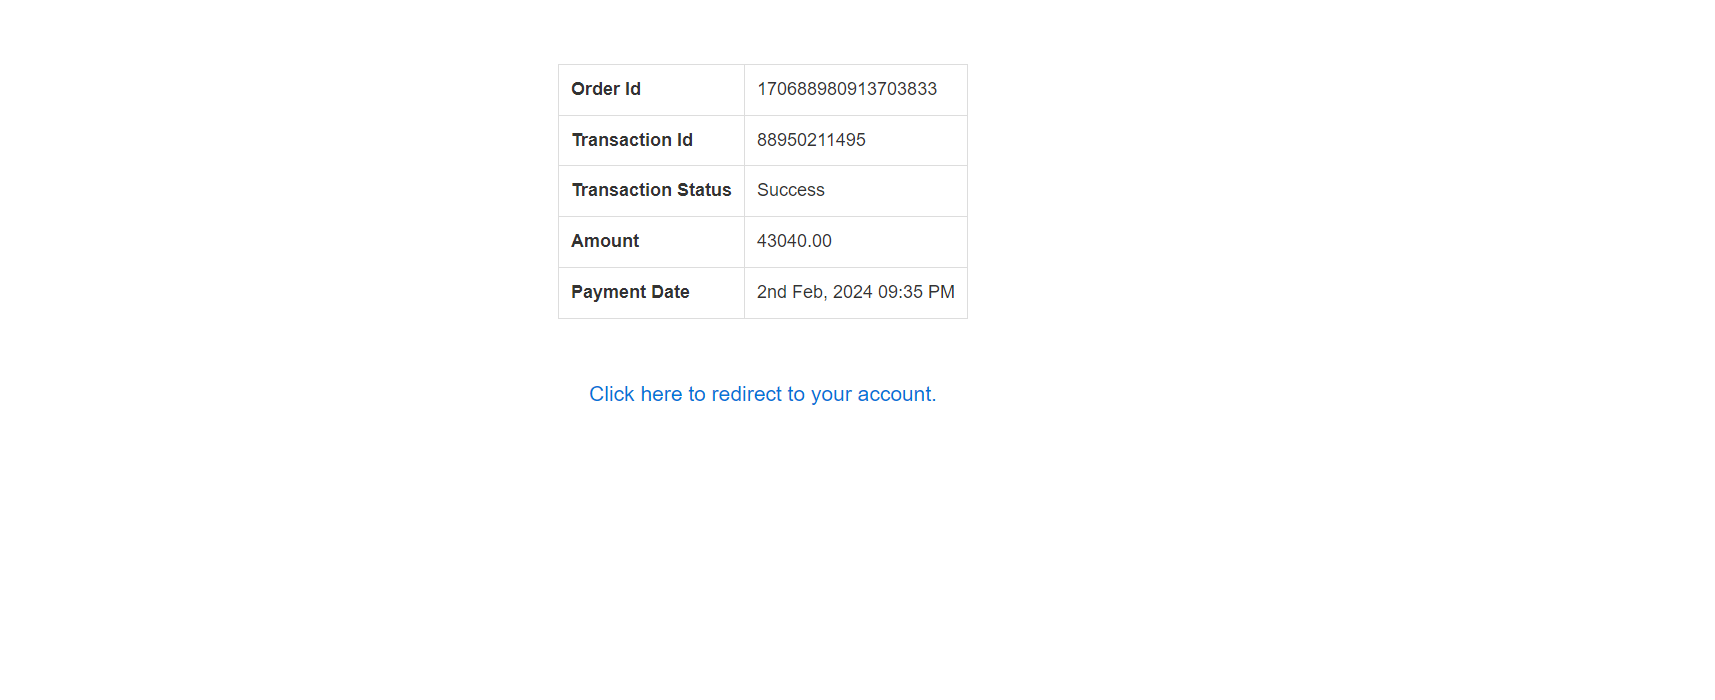 Order Id 170688980913703833
Transaction Id 88950211495
Transaction Status Success
Amount 43040.00
Payment Date 2nd Feb, 2024 09:35 PM
Click here to redirect to your account.